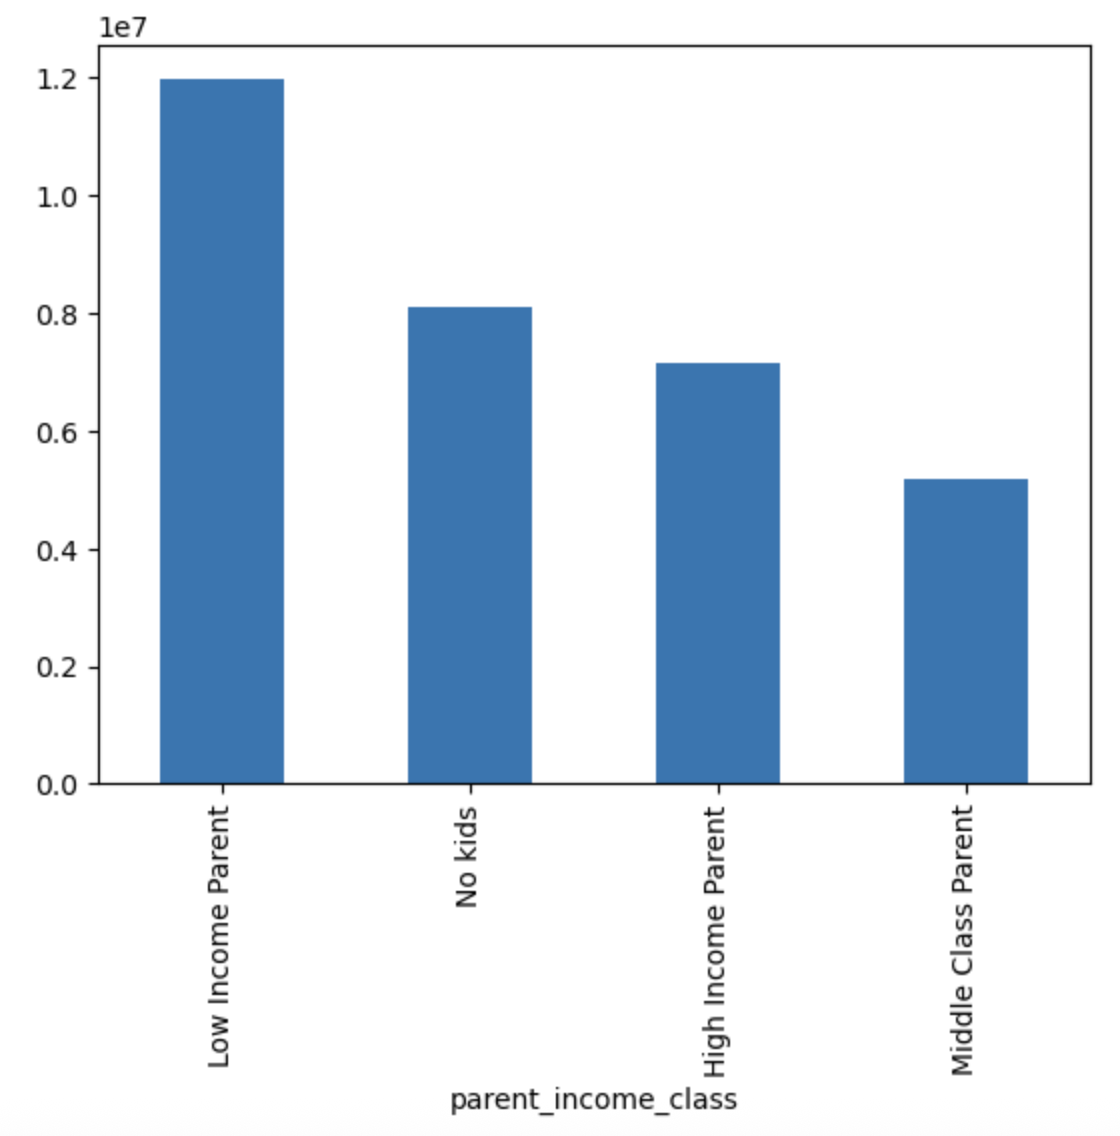 1e7
1.2
1.0
0.8
0.6
0.4
0.2
0.0
Low Income Parent
No kids
High Income Parent
Middle Class Parent
parent_income_class